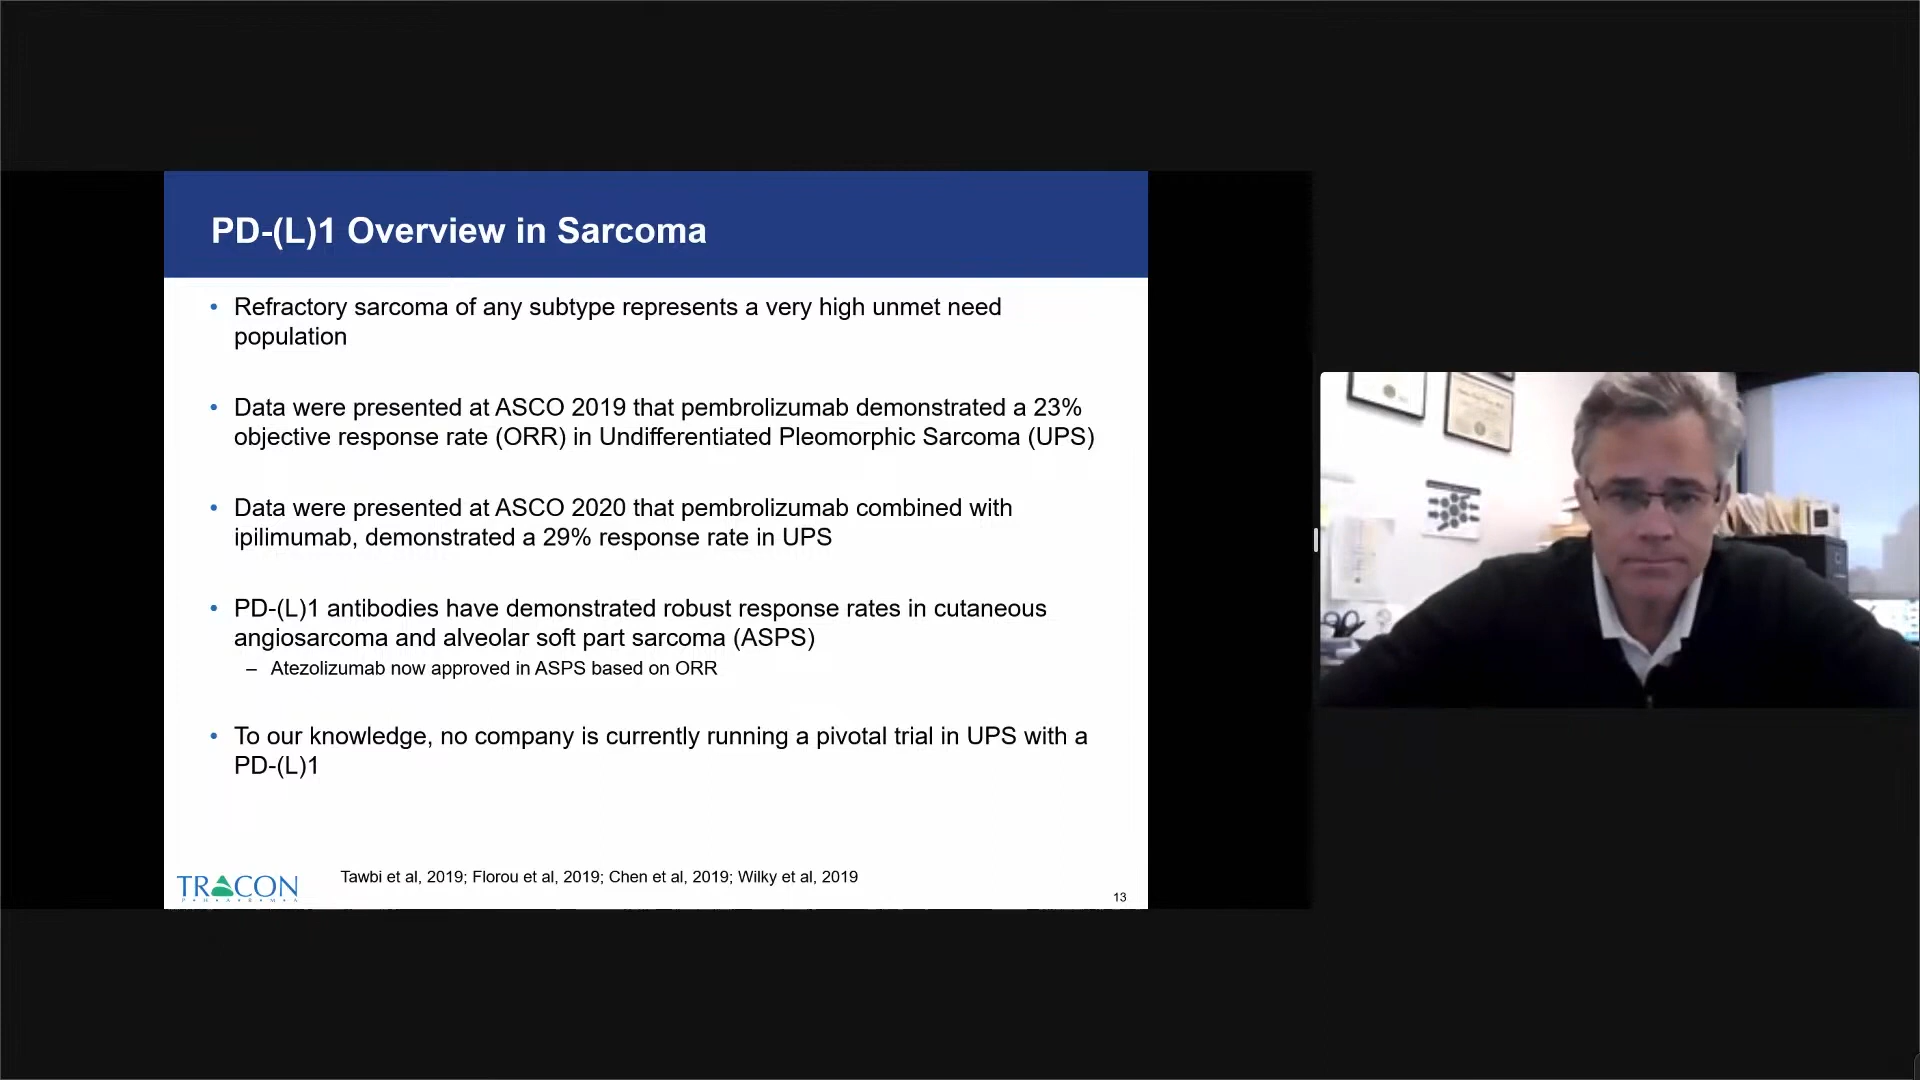 PD-(L)1 Overview in Sarcoma
• Refractory sarcoma of any subtype represents a very high unmet need
population
• Data were presented at ASCO 2019 that pembrolizumab demonstrated a 23%
objective response rate (ORR) in Undifferentiated Pleomorphic Sarcoma (UPS)
• Data were presented at ASCO 2020 that pembrolizumab combined with
ipilimumab, demonstrated a 29% response rate in UPS
• PD-(L)1 antibodies have demonstrated robust response rates in cutaneous
angiosarcoma and alveolar soft part sarcoma (ASPS)
– Atezolizumab now approved in ASPS based on ORR
• To our knowledge, no company is currently running a pivotal trial in UPS with a
PD-(L)1
TRACON
Tawbi et al, 2019; Florou et al, 2019; Chen et al, 2019; Wilky et al, 2019
13